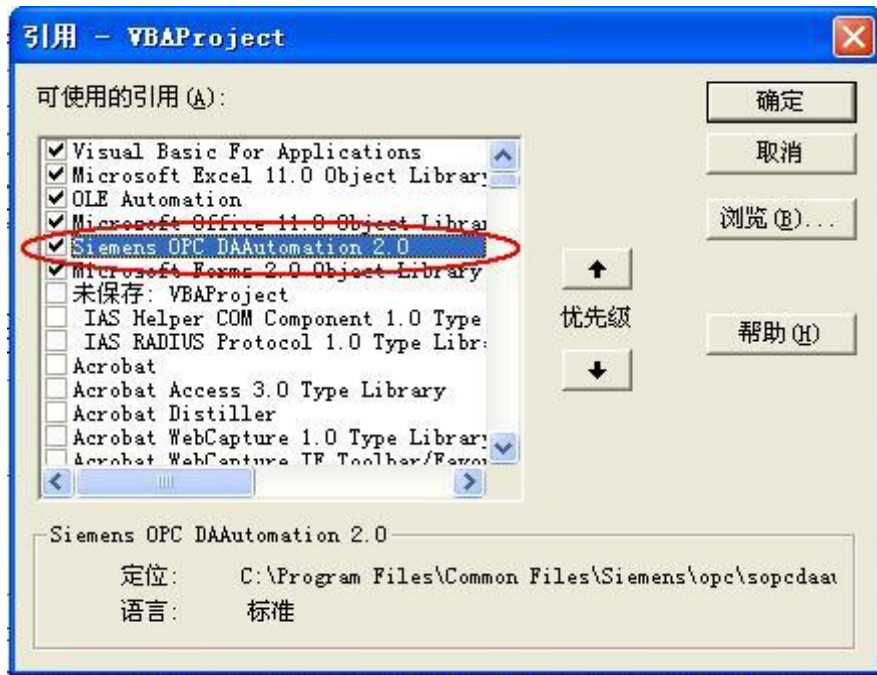 引用 - VBAProject
可使用的引用(A):
Visual Basic For Applications
Microsoft Excel 11.0 Object Library
OLE Automation
Microsoft Office 11.0 Object Librar
Siemens OPC DAAutomation 2.0
Microsoft Forms 2.0 Object Library
未保存: VBAProject
IAS Helper COM Component 1.0 Type
IAS RADIUS Protocol 1.0 Type Libr
Acrobat
Acrobat Access 3.0 Type Library
Acrobat Distiller
Acrobat WebCapture 1.0 Type Library
Acrobat WebCapture IE Toolbar/Favor
优先级
确定
取消
浏览(B)...
帮助(H)
Siemens OPC DAAutomation 2.0
定位: C:\Program Files\Common Files\Siemens\opc\sopcdaau
语言: 标准